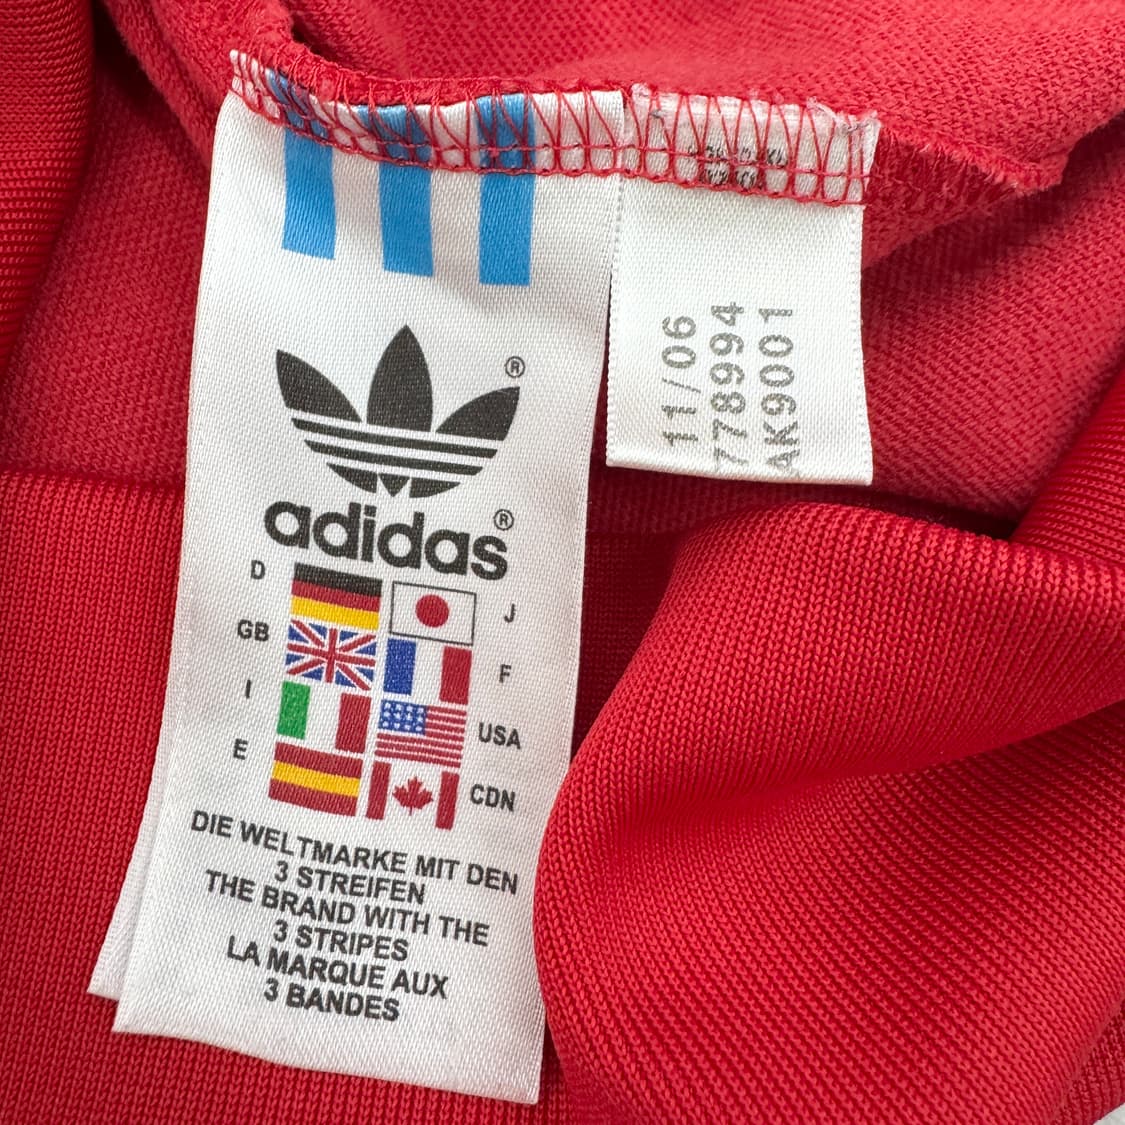 ®
adidas®
D
J
GB
F
I
USA
E
CDN
DIE WELTMARKE MIT DEN
3 STREIFEN
THE BRAND WITH THE
3 STRIPES
LA MARQUE AUX
3 BANDES
11/06
778994
AK9001